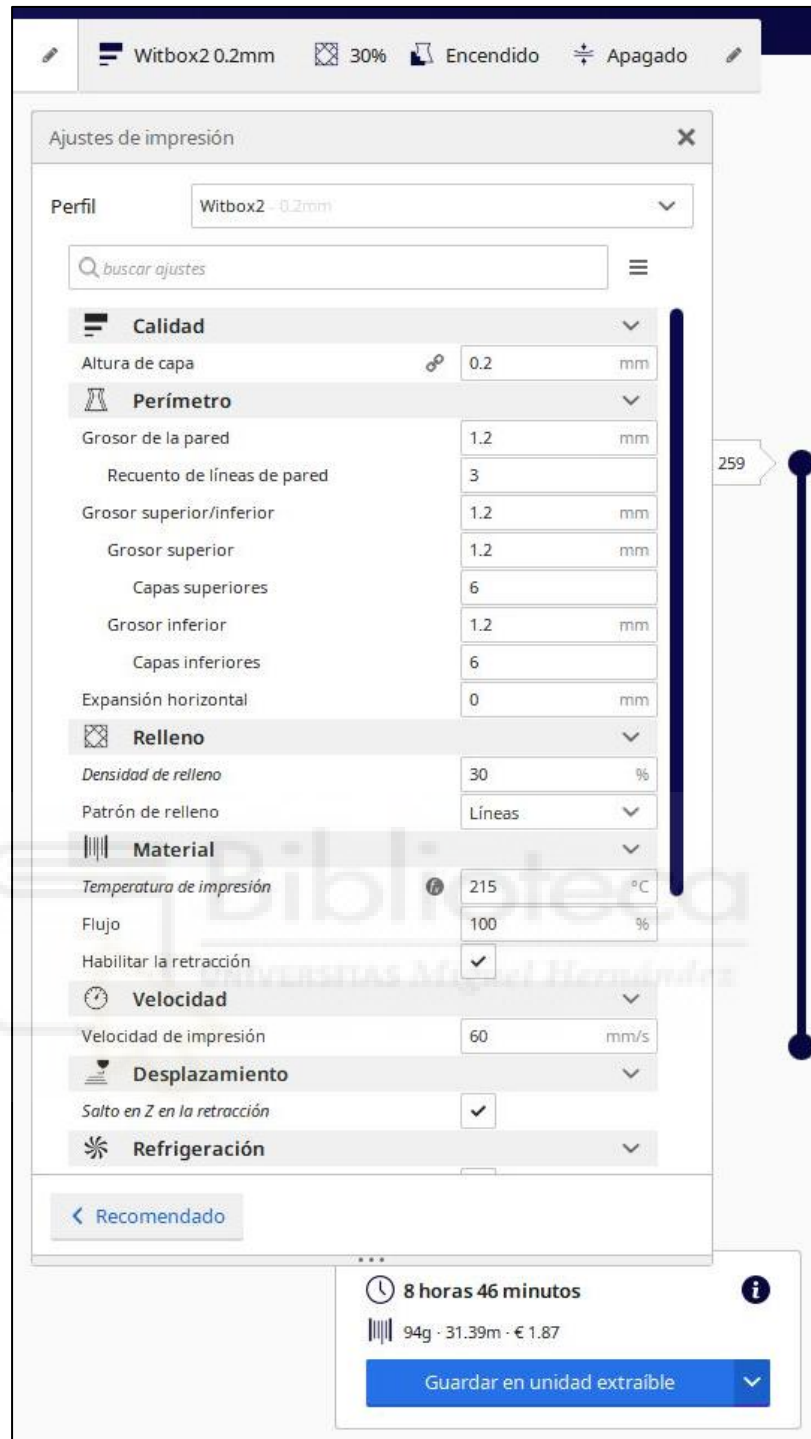 Witbox2 0.2mm 30% Encendido Apagado
Ajustes de impresión
Perfil Witbox2 - 0.2mm
buscar ajustes
Calidad
Altura de capa 0.2 mm
Perímetro
Grosor de la pared 1.2 mm
259
Recuento de líneas de pared 3
Grosor superior/inferior 1.2 mm
Grosor superior 1.2 mm
Capas superiores 6
Grosor inferior 1.2 mm
Capas inferiores 6
Expansión horizontal 0 mm
Relleno
Densidad de relleno 30 %
Patrón de relleno Líneas
Material
Temperatura de impresión 215 °C
Flujo 100 %
Habilitar la retracción
Velocidad
Velocidad de impresión 60 mm/s
Desplazamiento
Salto en Z en la retracción
Refrigeración
Recomendado
8 horas 46 minutos
94g · 31.39m · € 1.87
Guardar en unidad extraíble
Biblioteca
UNIVERSITAS Miguel Hernández